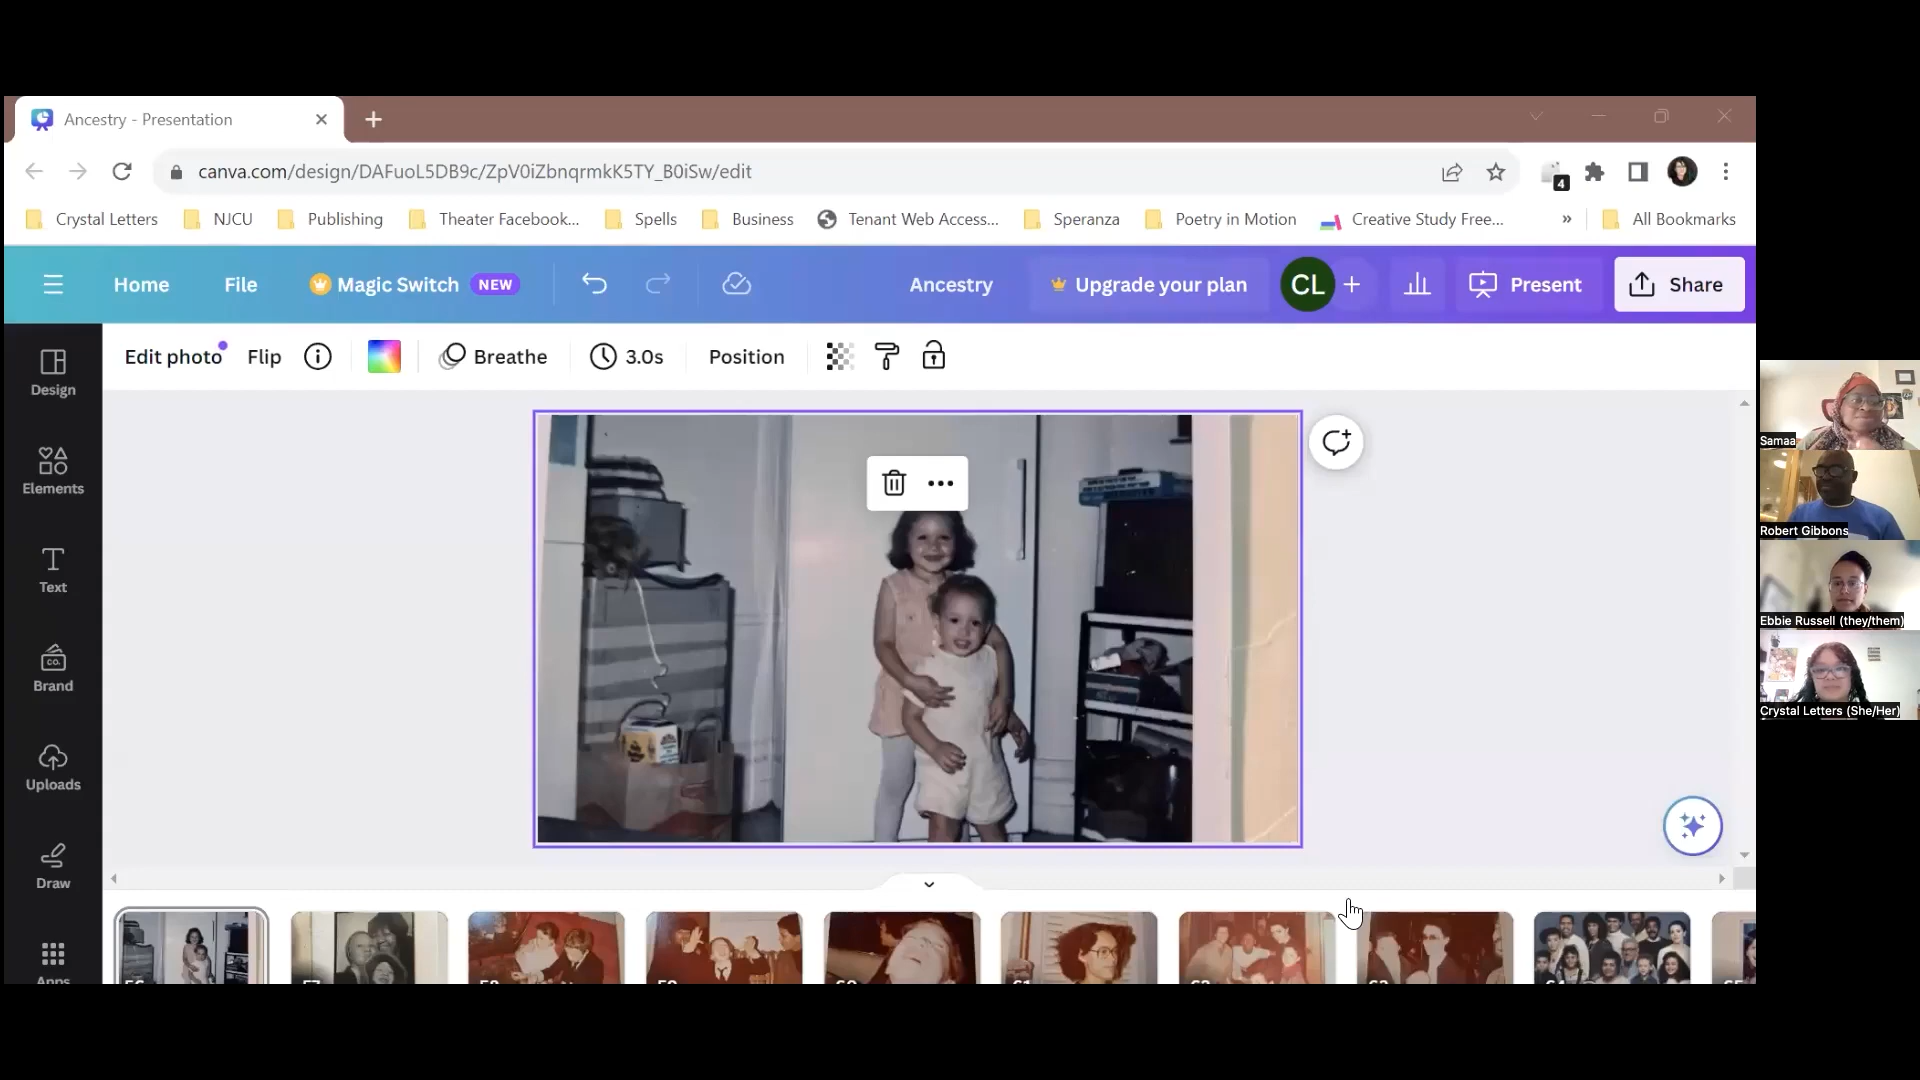 Ancestry - Presentation
canva.com/design/DAFuoL5DB9c/ZpV0iZbnqrmkK5TY_B0iSw/edit
4
Crystal Letters NJCU Publishing Theater Facebook... Spells Business Tenant Web Access... Speranza Poetry in Motion Creative Study Free... » All Bookmarks
Home File Magic Switch NEW Ancestry Upgrade your plan CL + Present Share
Edit photo Flip Breathe 3.0s Position
Design
Elements
Text
CO.
Brand
Uploads
Draw
Apps
Samaa
Robert Gibbons
Ebbie Russell (they/them)
Crystal Letters (She/Her)